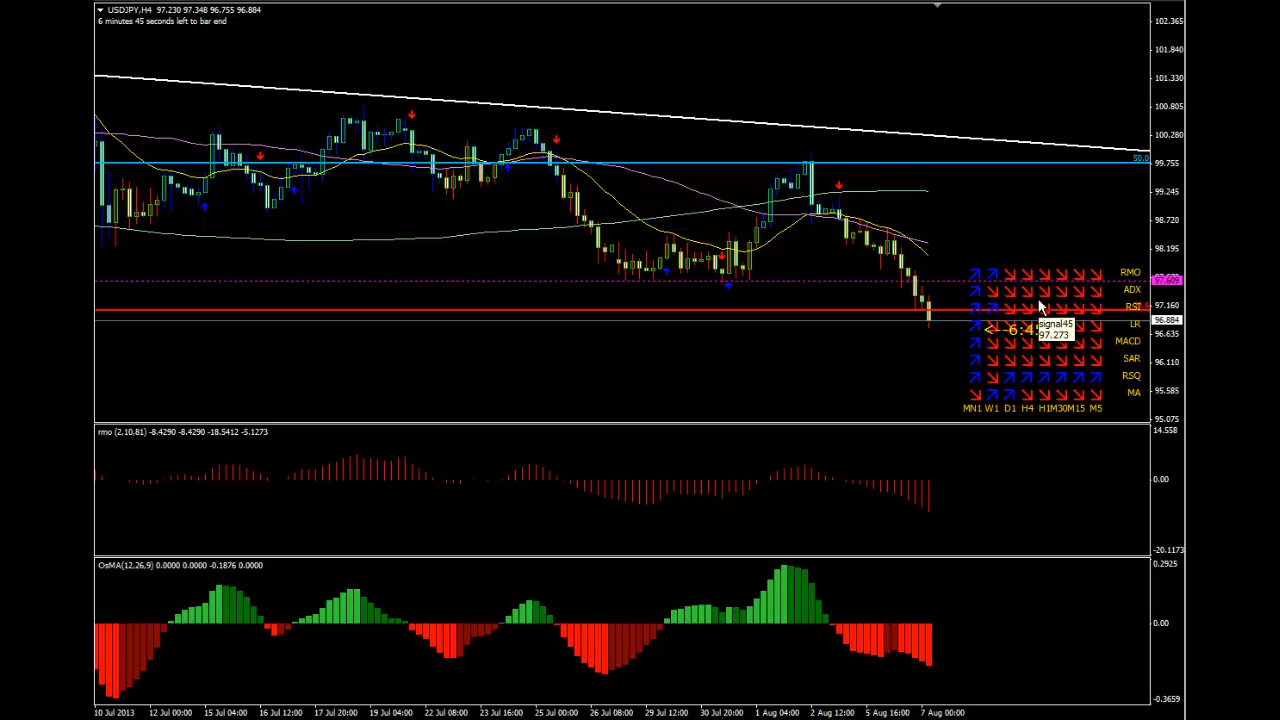 USDJPY,H4 97.230 97.348 96.755 96.884
6 minutes 45 seconds left to bar end
102.365
101.840
101.330
100.805
100.280
50.0
99.755
99.245
98.720
98.195
97.609
97.160
96.884
96.635
96.110
95.585
95.075
RMO
ADX
RSI
LR
MACD
SAR
RSQ
MA
<--6:4
signal45
97.273
MN1 W1 D1 H4 H1 M30 M15 M5
rmo (2,10,81) -8.4290 -8.4290 -18.5412 -5.1273
14.558
0.00
-20.1173
OsMA(12,26,9) 0.0000 0.0000 -0.1876 0.0000
0.2925
0.00
-0.3659
10 Jul 2013 12 Jul 00:00 15 Jul 04:00 16 Jul 12:00 17 Jul 20:00 19 Jul 04:00 22 Jul 08:00 23 Jul 16:00 25 Jul 00:00 26 Jul 08:00 29 Jul 12:00 30 Jul 20:00 1 Aug 04:00 2 Aug 12:00 5 Aug 16:00 7 Aug 00:00